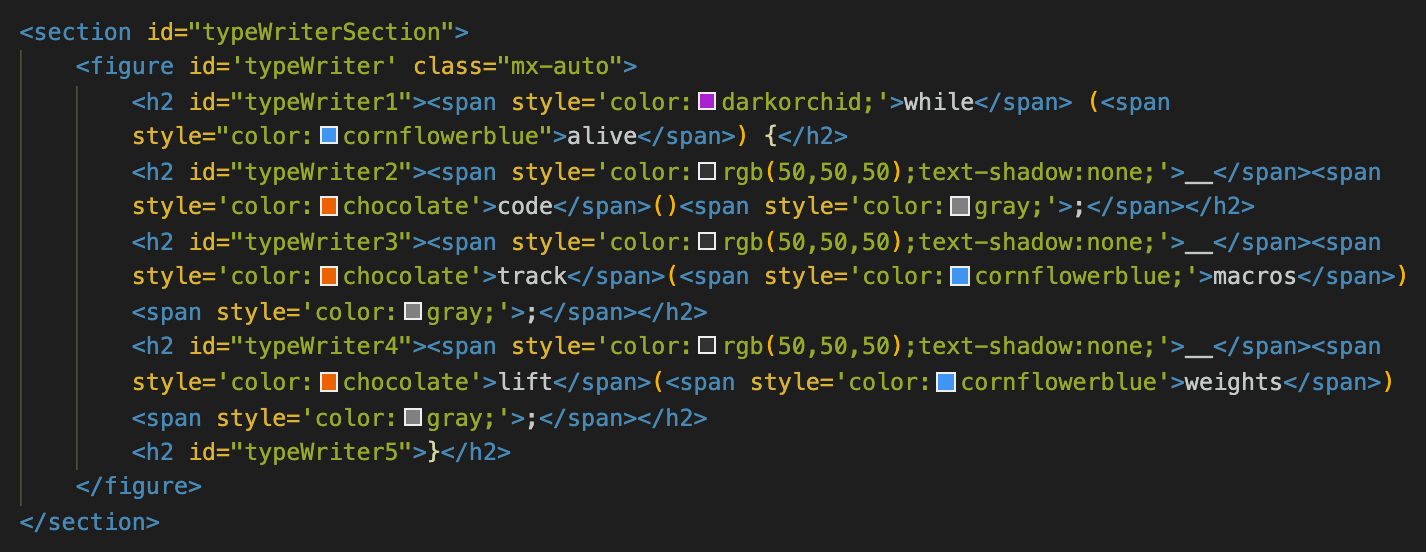 <section id="typeWriterSection">
<figure id='typeWriter' class="mx-auto">
<h2 id="typeWriter1"><span style='color:darkorchid;'>while</span> (<span
style="color:cornflowerblue">alive</span>) {</h2>
<h2 id="typeWriter2"><span style='color:rgb(50,50,50);text-shadow:none;'>__</span><span
style='color:chocolate'>code</span>()<span style='color:gray;'>;</span></h2>
<h2 id="typeWriter3"><span style='color:rgb(50,50,50);text-shadow:none;'>__</span><span
style='color:chocolate'>track</span>(<span style='color:cornflowerblue;'>macros</span>)
<span style='color:gray;'>;</span></h2>
<h2 id="typeWriter4"><span style='color:rgb(50,50,50);text-shadow:none;'>__</span><span
style='color:chocolate'>lift</span>(<span style='color:cornflowerblue'>weights</span>)
<span style='color:gray;'>;</span></h2>
<h2 id="typeWriter5">}</h2>
</figure>
</section>